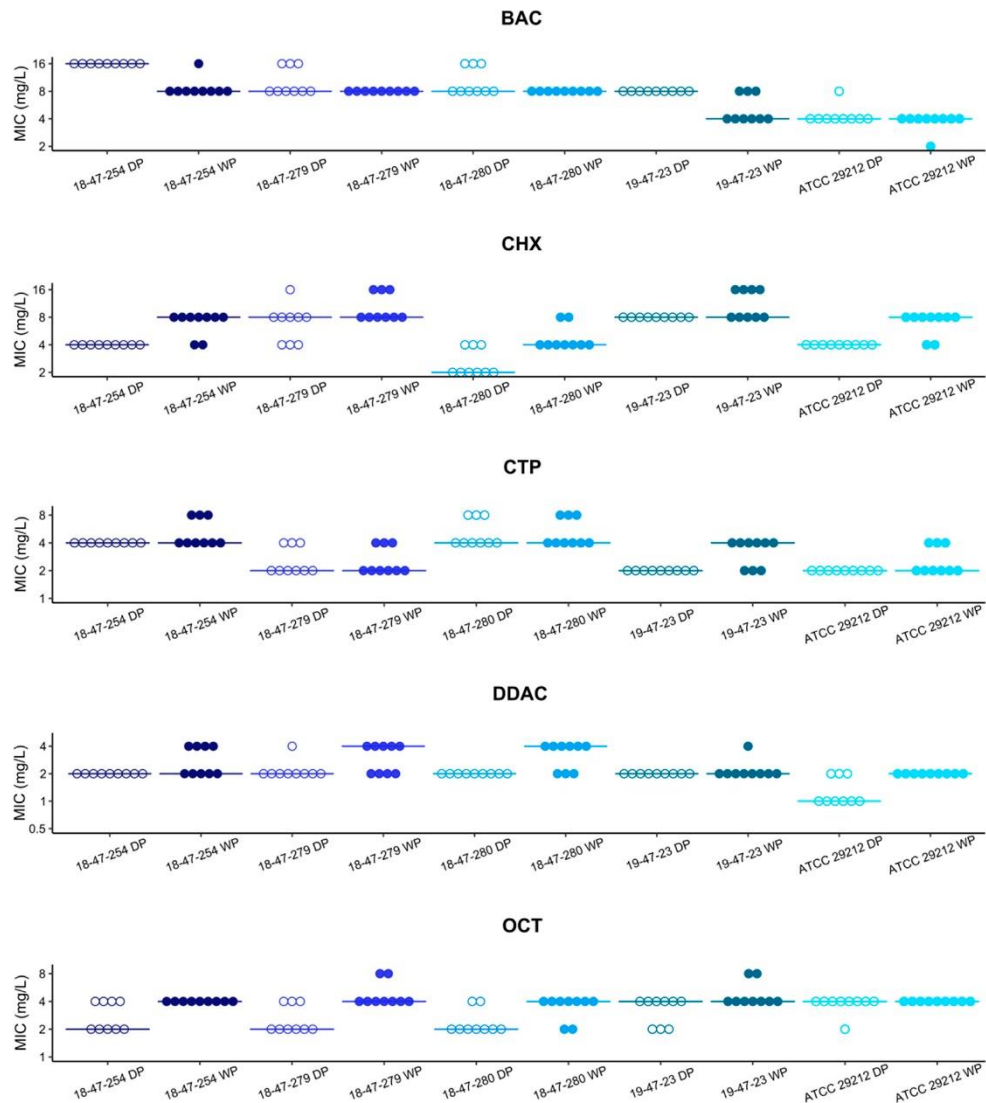 BAC
MIC (mg/L)
16
8
4
2
18-47-254 DP
18-47-254 WP
18-47-279 DP
18-47-279 WP
18-47-280 DP
18-47-280 WP
19-47-23 DP
19-47-23 WP
ATCC 29212 DP
ATCC 29212 WP
CHX
MIC (mg/L)
16
8
4
2
18-47-254 DP
18-47-254 WP
18-47-279 DP
18-47-279 WP
18-47-280 DP
18-47-280 WP
19-47-23 DP
19-47-23 WP
ATCC 29212 DP
ATCC 29212 WP
CTP
MIC (mg/L)
8
4
2
1
18-47-254 DP
18-47-254 WP
18-47-279 DP
18-47-279 WP
18-47-280 DP
18-47-280 WP
19-47-23 DP
19-47-23 WP
ATCC 29212 DP
ATCC 29212 WP
DDAC
MIC (mg/L)
4
2
1
0.5
18-47-254 DP
18-47-254 WP
18-47-279 DP
18-47-279 WP
18-47-280 DP
18-47-280 WP
19-47-23 DP
19-47-23 WP
ATCC 29212 DP
ATCC 29212 WP
OCT
MIC (mg/L)
8
4
2
1
18-47-254 DP
18-47-254 WP
18-47-279 DP
18-47-279 WP
18-47-280 DP
18-47-280 WP
19-47-23 DP
19-47-23 WP
ATCC 29212 DP
ATCC 29212 WP